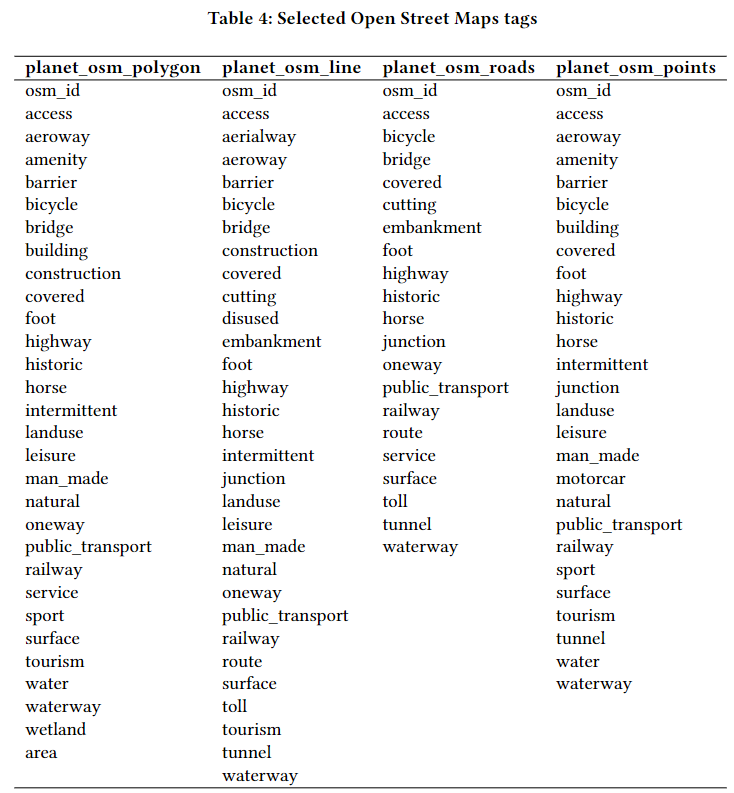 Table 4: Selected Open Street Maps tags
planet_osm_polygon planet_osm_line planet_osm_roads planet_osm_points
osm_id osm_id osm_id osm_id
access access access access
aeroway aerialway bicycle aeroway
amenity aeroway bridge amenity
barrier barrier covered barrier
bicycle bicycle cutting bicycle
bridge bridge embankment building
building construction foot covered
construction covered highway foot
covered cutting historic highway
foot disused horse historic
highway embankment junction horse
historic foot oneway intermittent
horse highway public_transport junction
intermittent historic railway landuse
landuse horse route leisure
leisure intermittent service man_made
man_made junction surface motorcar
natural landuse toll natural
oneway leisure tunnel public_transport
public_transport man_made waterway railway
railway natural sport
service oneway surface
sport public_transport tourism
surface railway tunnel
tourism route water
water surface waterway
waterway toll
wetland tourism
area tunnel
waterway